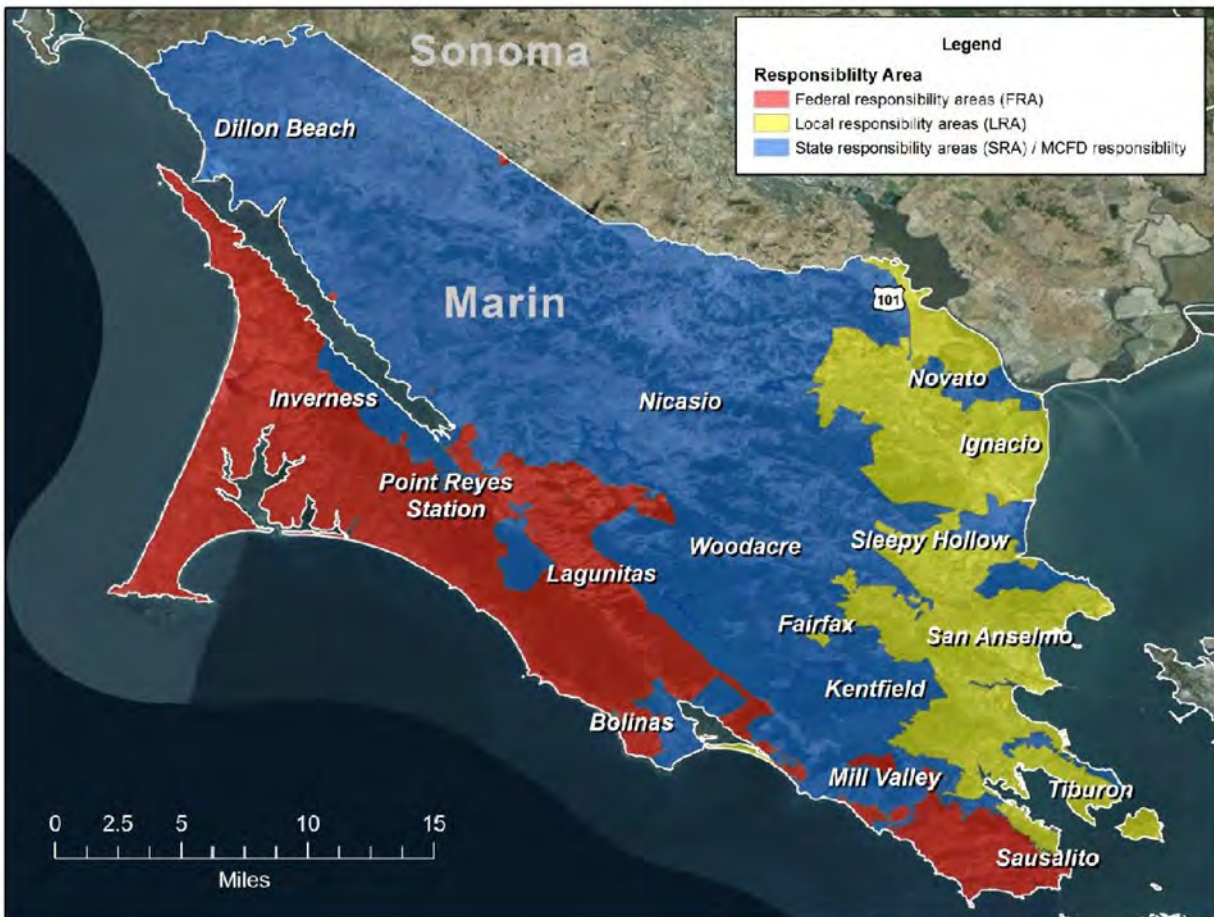 Sonoma
Legend
Responsiblilty Area
Federal responsibility areas (FRA)
Local responsibility areas (LRA)
State responsibility areas (SRA) / MCFD responsiblity
Dillon Beach
Marin
101
Novato
Inverness
Nicasio
Ignacio
Point Reyes
Station
Woodacre
Sleepy Hollow
Lagunitas
Fairfax
San Anselmo
Kentfield
Bolinas
Mill Valley
Tiburon
Sausalito
0 2.5 5 10 15
Miles